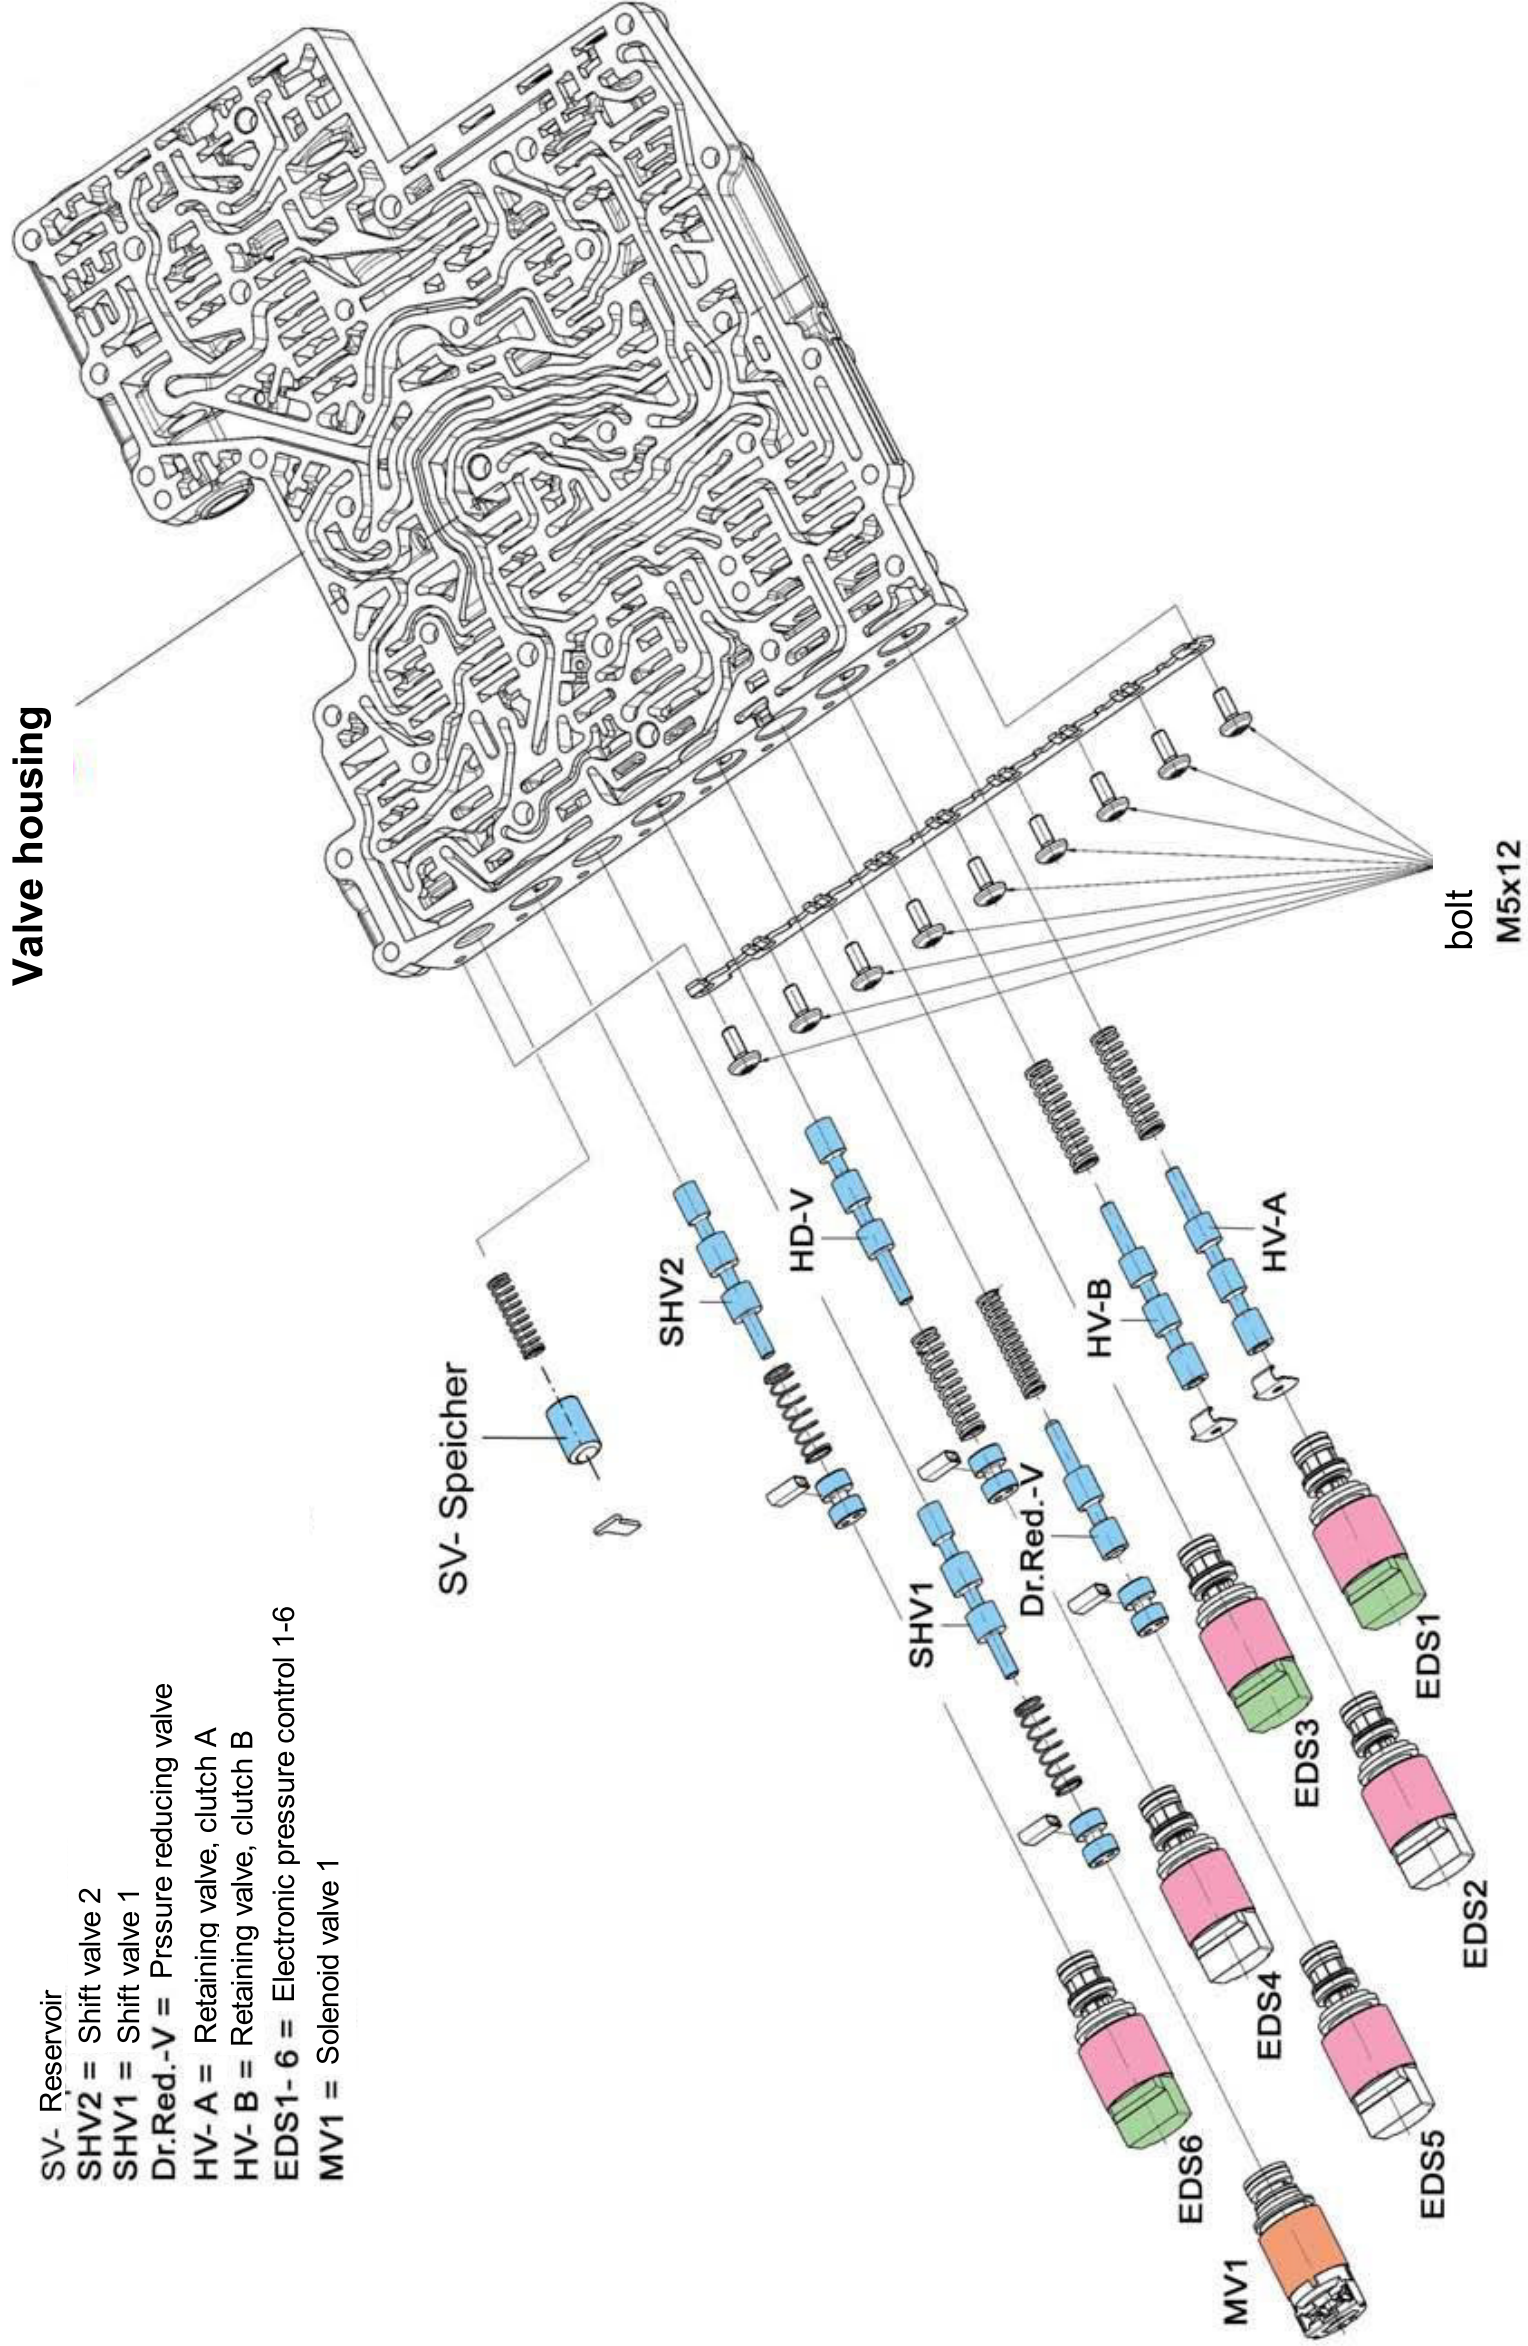 Valve housing
SV- Reservoir
SHV2 = Shift valve 2
SHV1 = Shift valve 1
Dr.Red.-V = Prssure reducing valve
HV- A = Retaining valve, clutch A
HV- B = Retaining valve, clutch B
EDS1- 6 = Electronic pressure control 1-6
MV1 = Solenoid valve 1
SV- Speicher
SHV2
HD-V
SHV1
Dr.Red.-V
HV-B
HV-A
EDS6
MV1
EDS4
EDS3
EDS5
EDS1
EDS2
bolt
M5x12